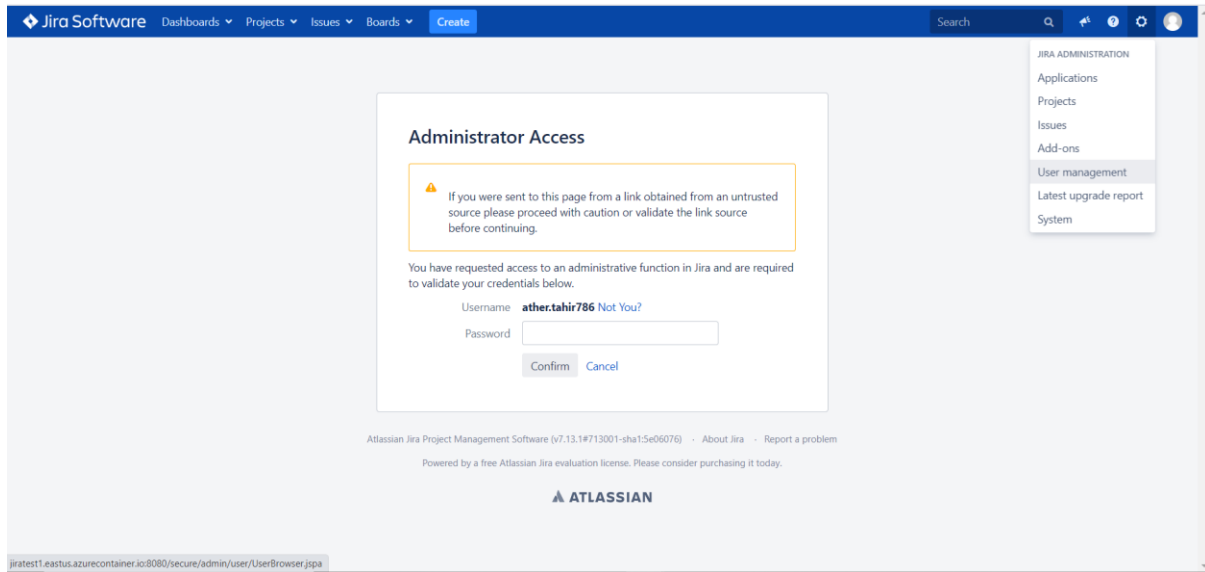 Jira Software Dashboards Projects Issues Boards Create Search
JIRA ADMINISTRATION
Applications
Projects
Issues
Add-ons
User management
Latest upgrade report
System
Administrator Access
If you were sent to this page from a link obtained from an untrusted
source please proceed with caution or validate the link source
before continuing.
You have requested access to an administrative function in Jira and are required
to validate your credentials below.
Username ather.tahir786 Not You?
Password
Confirm Cancel
Atlassian Jira Project Management Software (v7.13.1#713001-sha1:5e06076) · About Jira · Report a problem
Powered by a free Atlassian Jira evaluation license. Please consider purchasing it today.
ATLASSIAN
jiratest1.eastus.azurecontainer.io:8080/secure/admin/user/UserBrowser.jspa